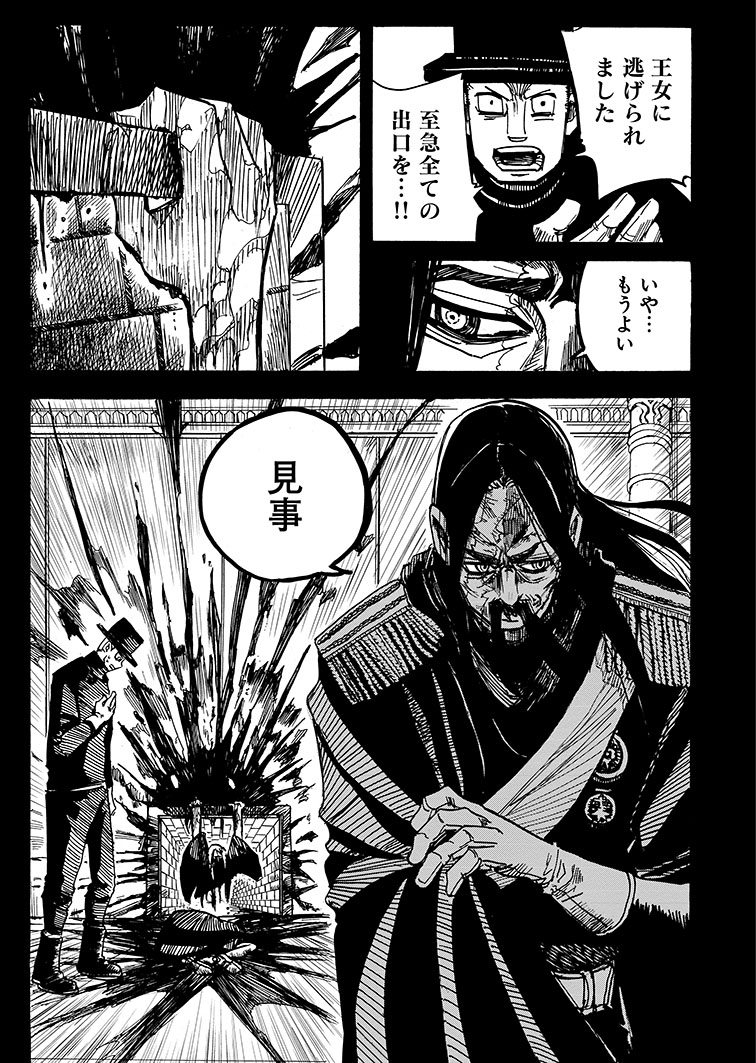 王女に
逃げられ
ました
至急全ての
出口を…!!
いや…
もうよい
見事